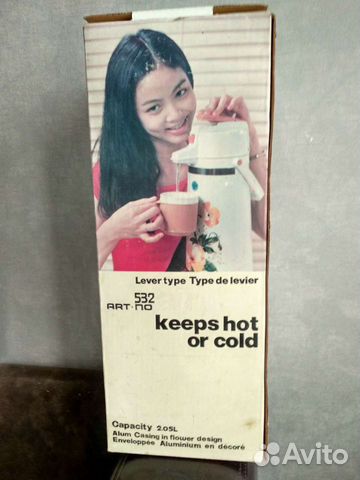 Lever type Type de levier
ART·NO 532
keeps hot
or cold
Capacity 2.05L
Alum Casing in flower design
Enveloppée Aluminium en décoré
Avito